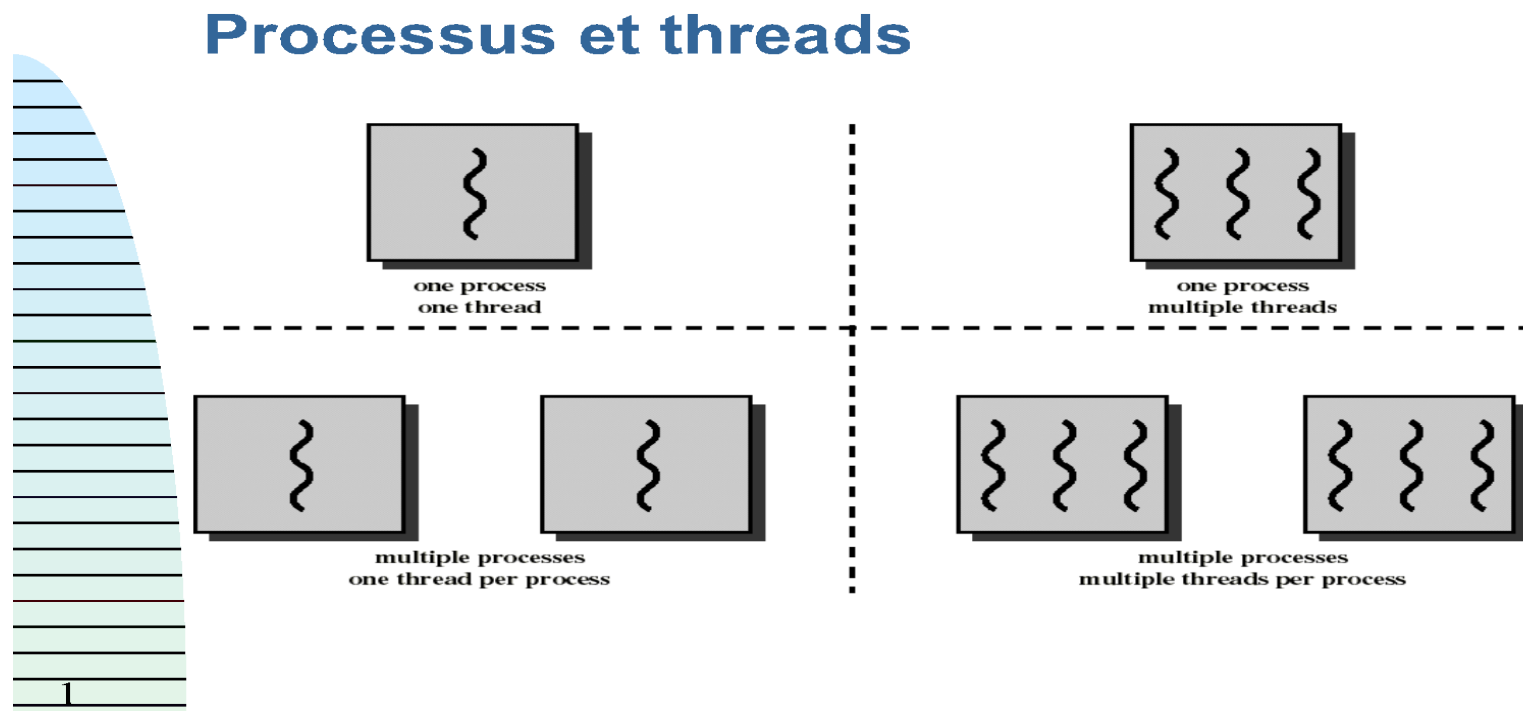 Processus et threads
one process
one thread
one process
multiple threads
multiple processes
one thread per process
multiple processes
multiple threads per process
1